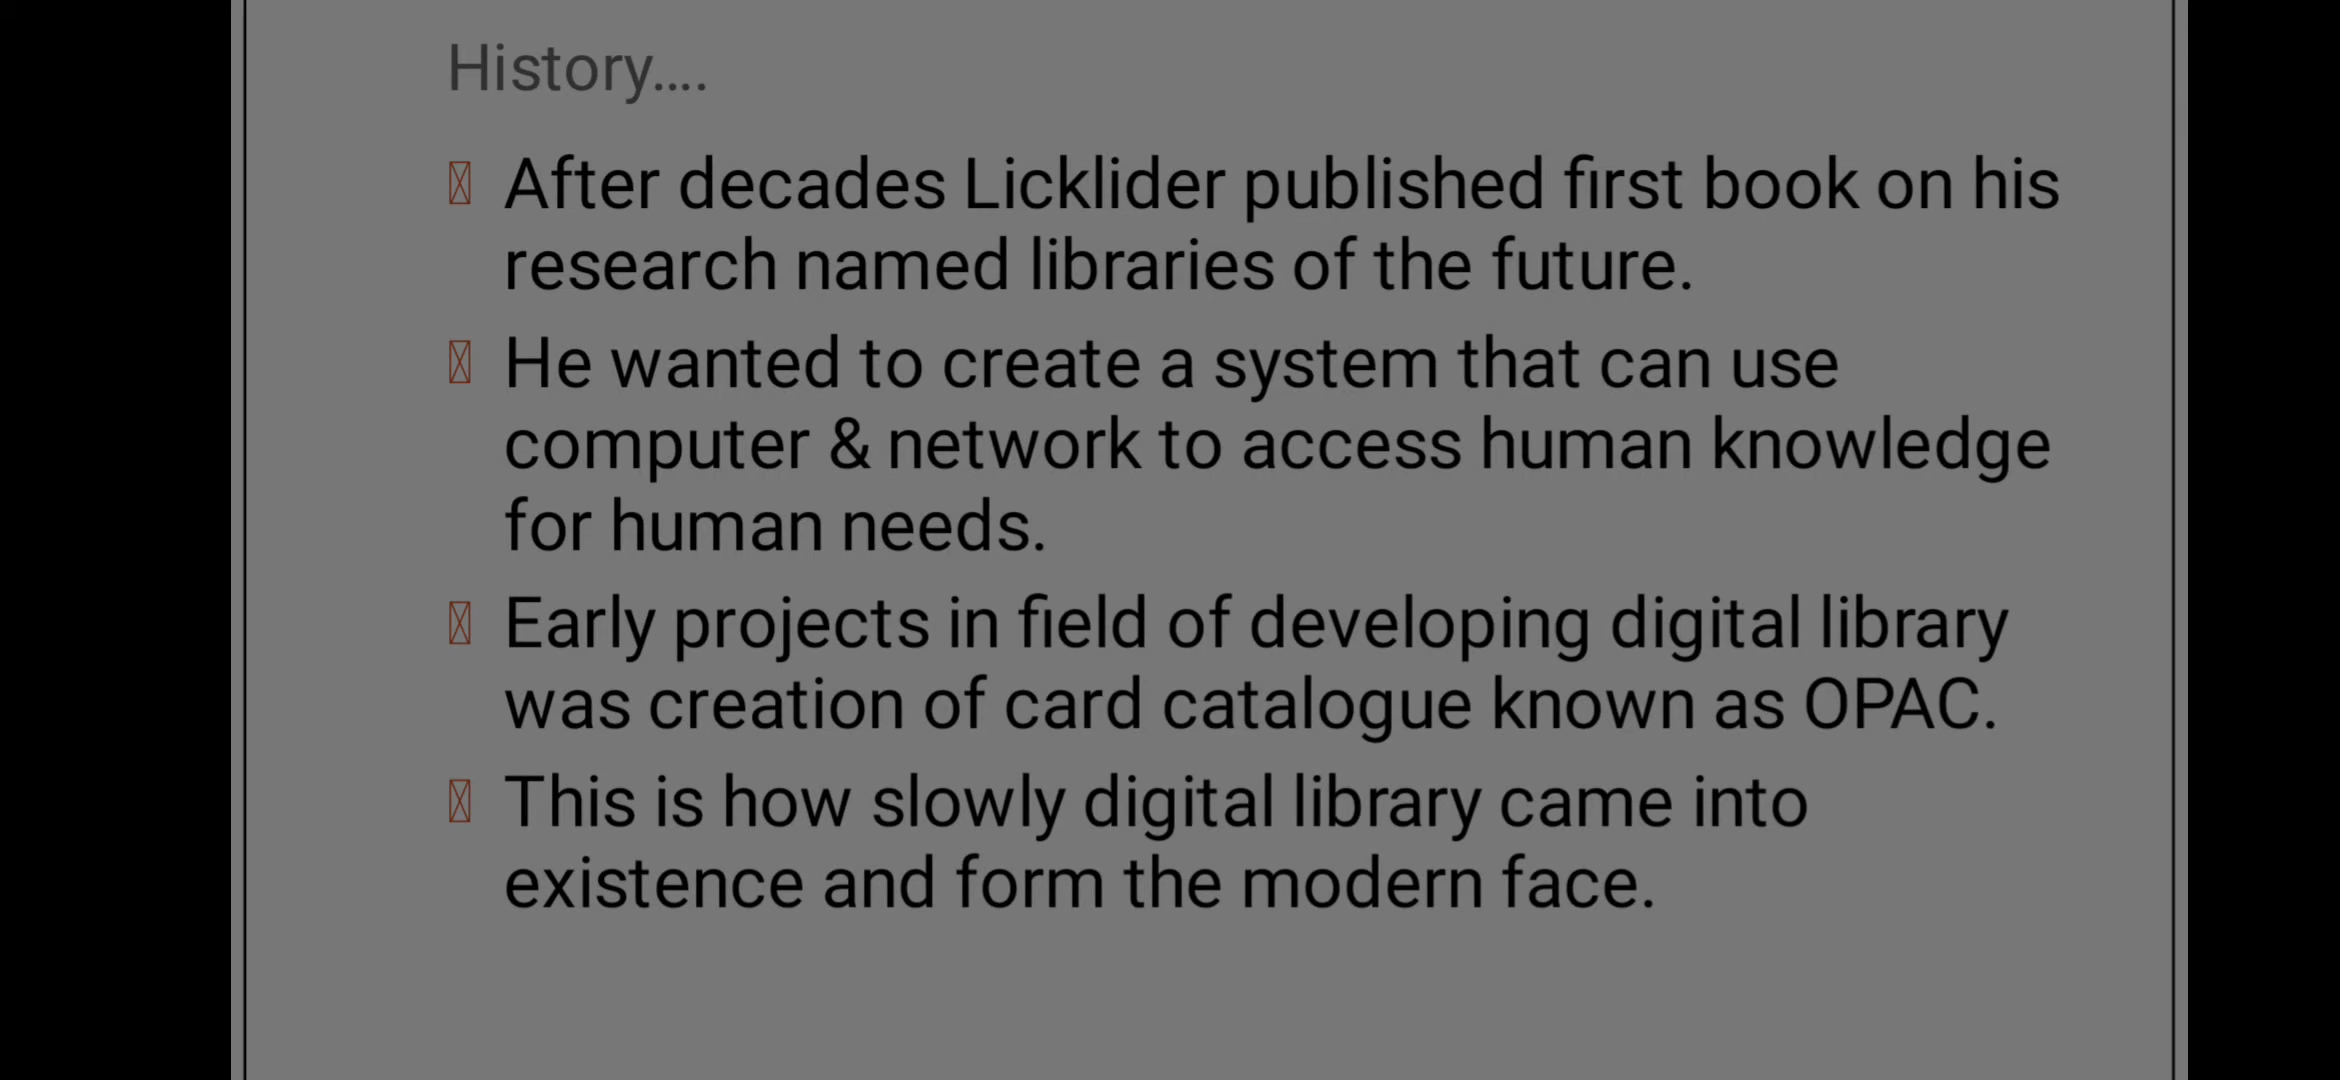 History....
After decades Licklider published first book on his
research named libraries of the future.
He wanted to create a system that can use
computer & network to access human knowledge
for human needs.
Early projects in field of developing digital library
was creation of card catalogue known as OPAC.
This is how slowly digital library came into
existence and form the modern face.